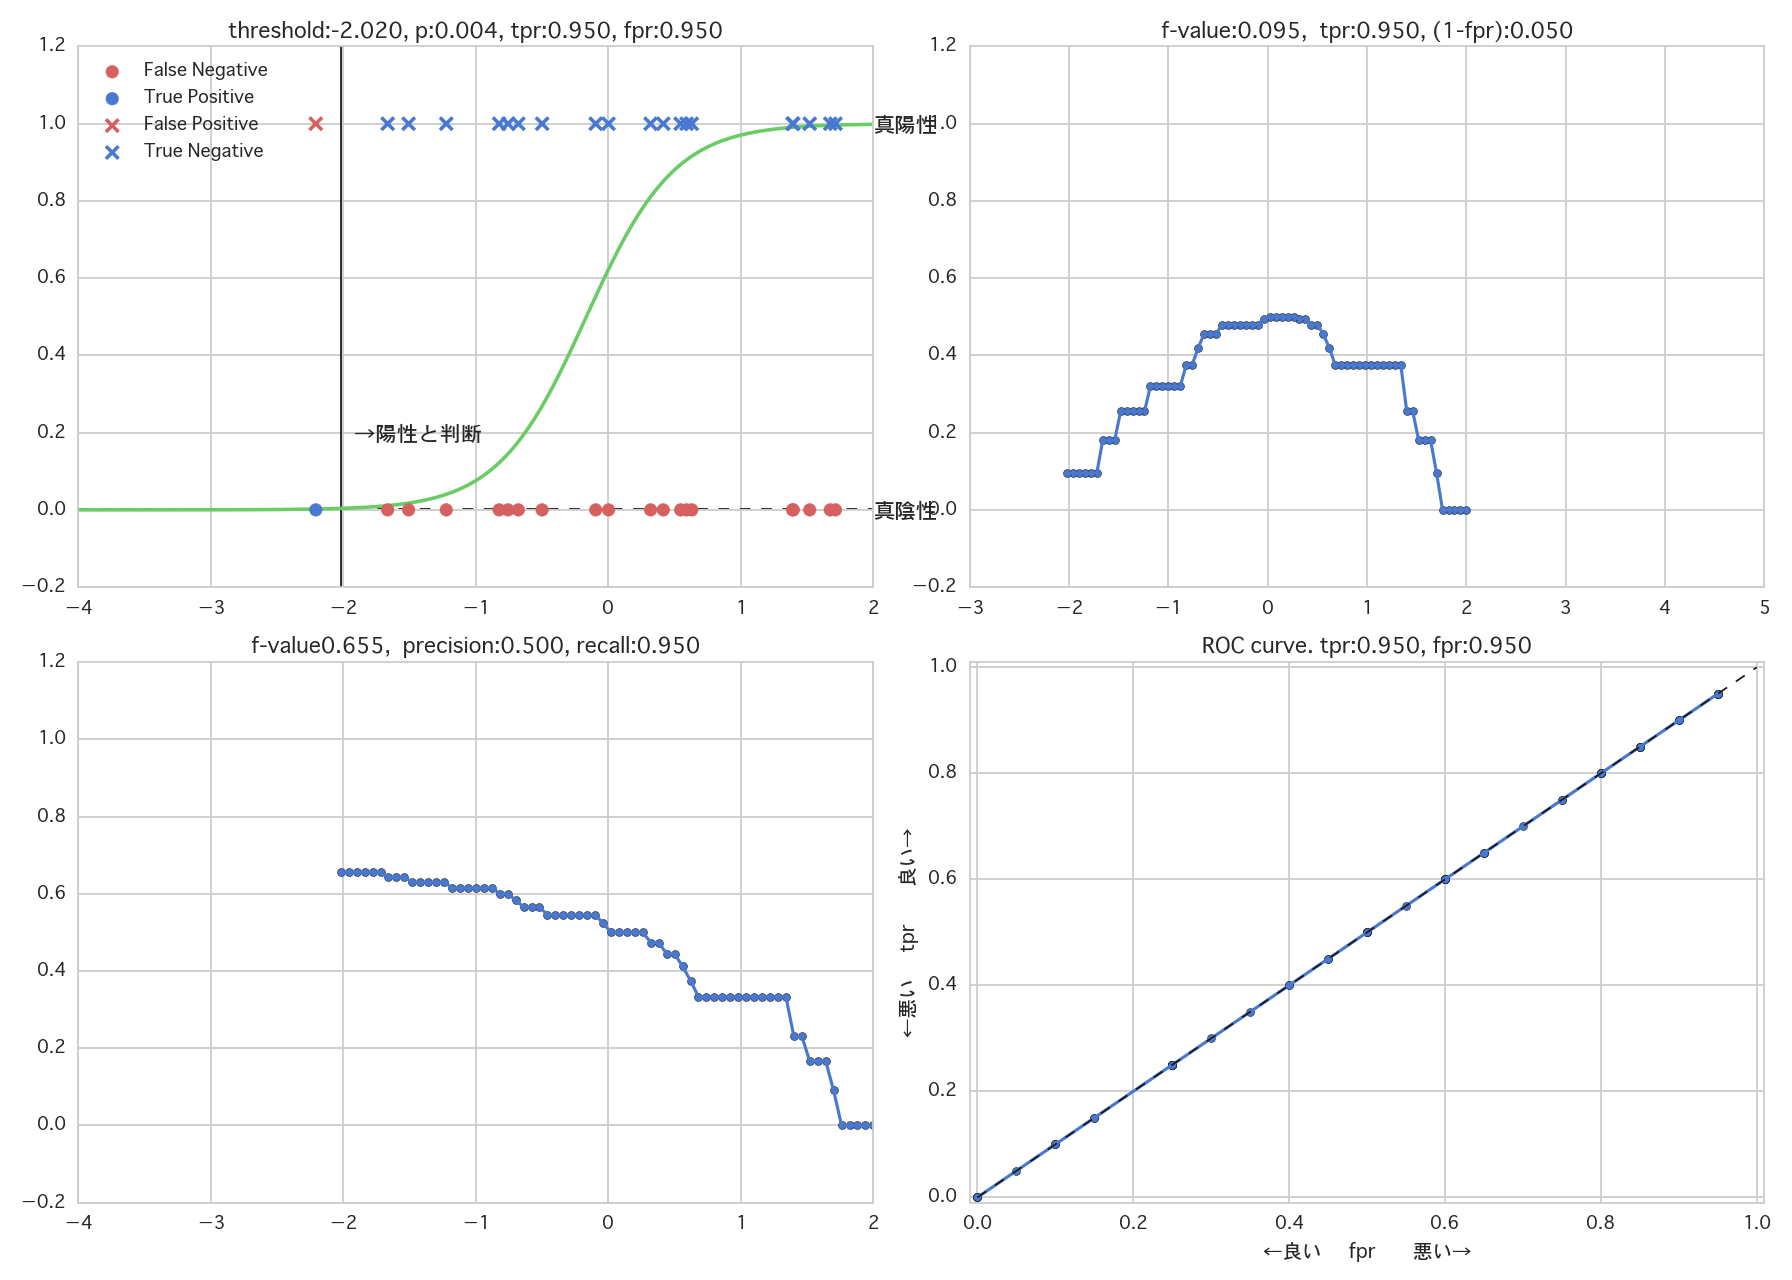 threshold:-2.020, p:0.004, tpr:0.950, fpr:0.950
1.2
1.0
0.8
0.6
0.4
0.2
0.0
−0.2
−4 −3 −2 −1 0 1 2
False Negative
True Positive
False Positive
True Negative
真陽性
→陽性と判断
真陰性
f-value:0.095, tpr:0.950, (1-fpr):0.050
1.2
1.0
0.8
0.6
0.4
0.2
0.0
−0.2
−3 −2 −1 0 1 2 3 4 5
f-value0.655, precision:0.500, recall:0.950
1.2
1.0
0.8
0.6
0.4
0.2
0.0
−0.2
−4 −3 −2 −1 0 1 2
ROC curve. tpr:0.950, fpr:0.950
1.0
0.8
0.6
0.4
0.2
0.0
←悪い tpr 良い→
0.0 0.2 0.4 0.6 0.8 1.0
←良い fpr 悪い→